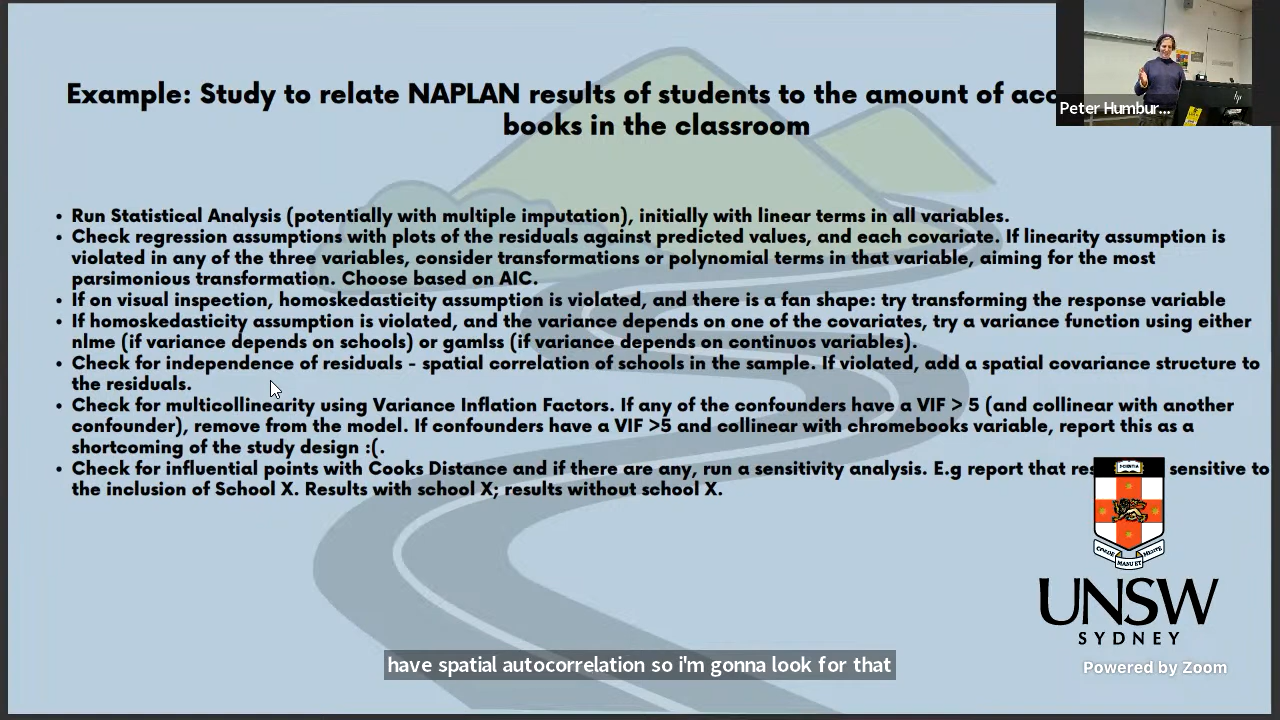 Example: Study to relate NAPLAN results of students to the amount of
books in the classroom
Peter Humbur...
• Run Statistical Analysis (potentially with multiple imputation), initially with linear terms in all variables.
• Check regression assumptions with plots of the residuals against predicted values, and each covariate. If linearity assumption is
violated in any of the three variables, consider transformations or polynomial terms in that variable, aiming for the most
parsimonious transformation. Choose based on AIC.
• If on visual inspection, homoskedasticity assumption is violated, and there is a fan shape: try transforming the response variable
• If homoskedasticity assumption is violated, and the variance depends on one of the covariates, try a variance function using either
nlme (if variance depends on schools) or gamlss (if variance depends on continuos variables).
• Check for independence of residuals - spatial correlation of schools in the sample. If violated, add a spatial covariance structure to
the residuals.
• Check for multicollinearity using Variance Inflation Factors. If any of the confounders have a VIF > 5 (and collinear with another
confounder), remove from the model. If confounders have a VIF >5 and collinear with chromebooks variable, report this as a
shortcoming of the study design :(.
• Check for influential points with Cooks Distance and if there are any, run a sensitivity analysis. E.g report that sensitive to
the inclusion of School X. Results with school X; results without school X.
SCIENTIA
MANU ET
UNSW
SYDNEY
have spatial autocorrelation so i'm gonna look for that
Powered by Zoom